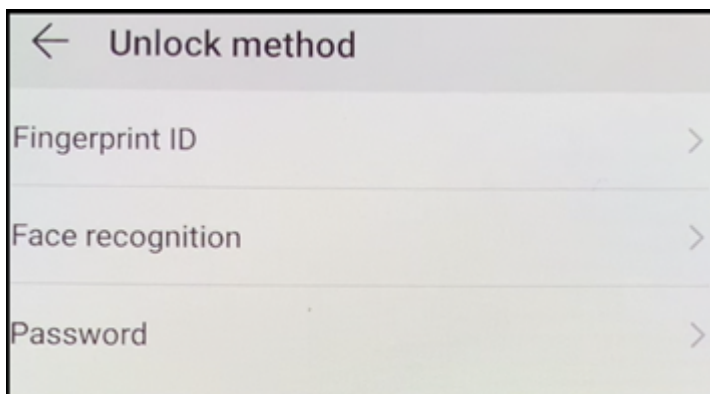 Unlock method
Fingerprint ID
Face recognition
Password